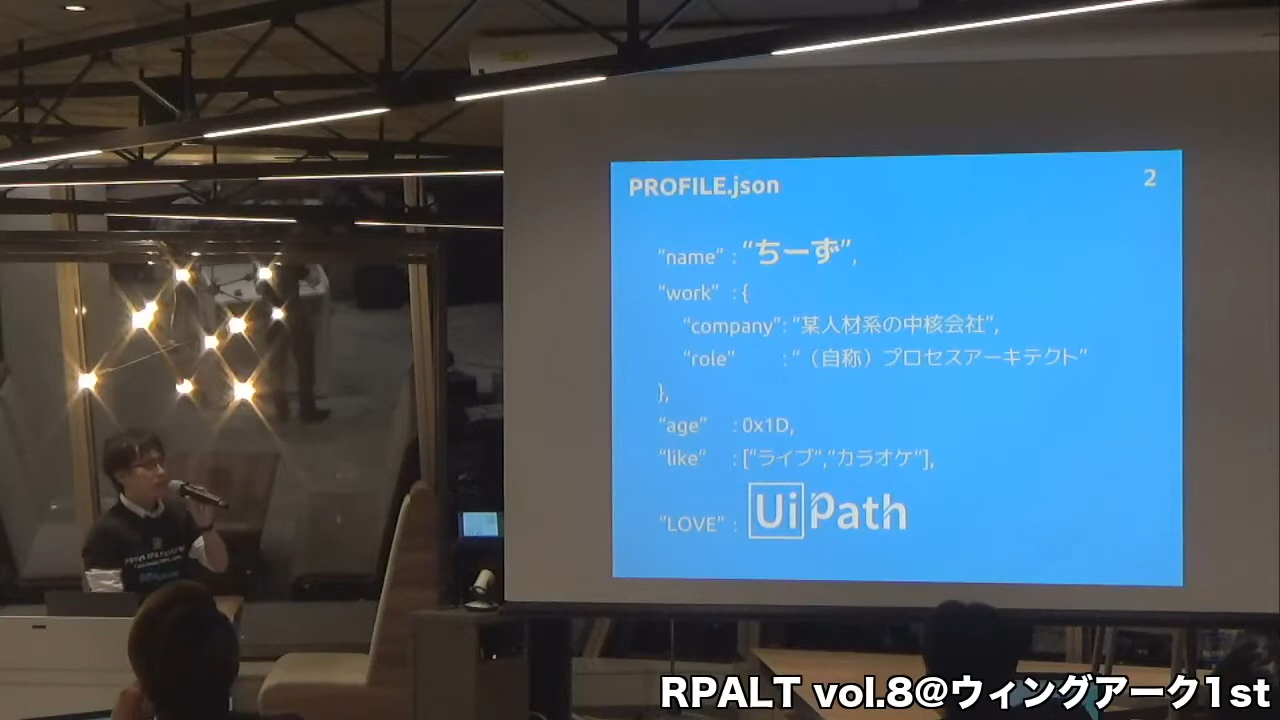 PROFILE.json
2
“name” : “ちーず”,
“work” : {
“company”: “某人材系の中核会社”,
“role” : “（自称）プロセスアーキテクト”
},
“age” : 0x1D,
“like” : [“ライブ”,“カラオケ”],
“LOVE” : UiPath
RPALT vol.8@ウィングアーク1st